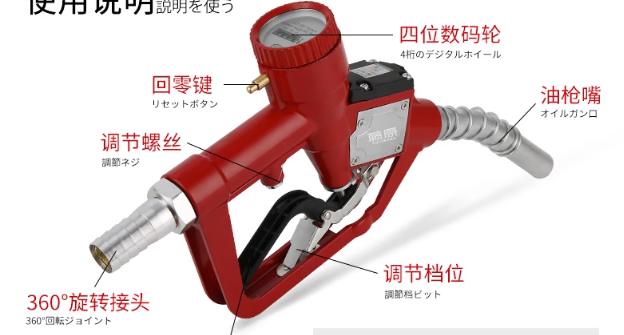 使用说明説明を使う
四位数码轮
4桁のデジタルホイール
回零键
リセットボタン
油枪嘴
オイルガン口
调节螺丝
調節ネジ
调节档位
調節档ビット
360°旋转接头
360°回転ジョイント